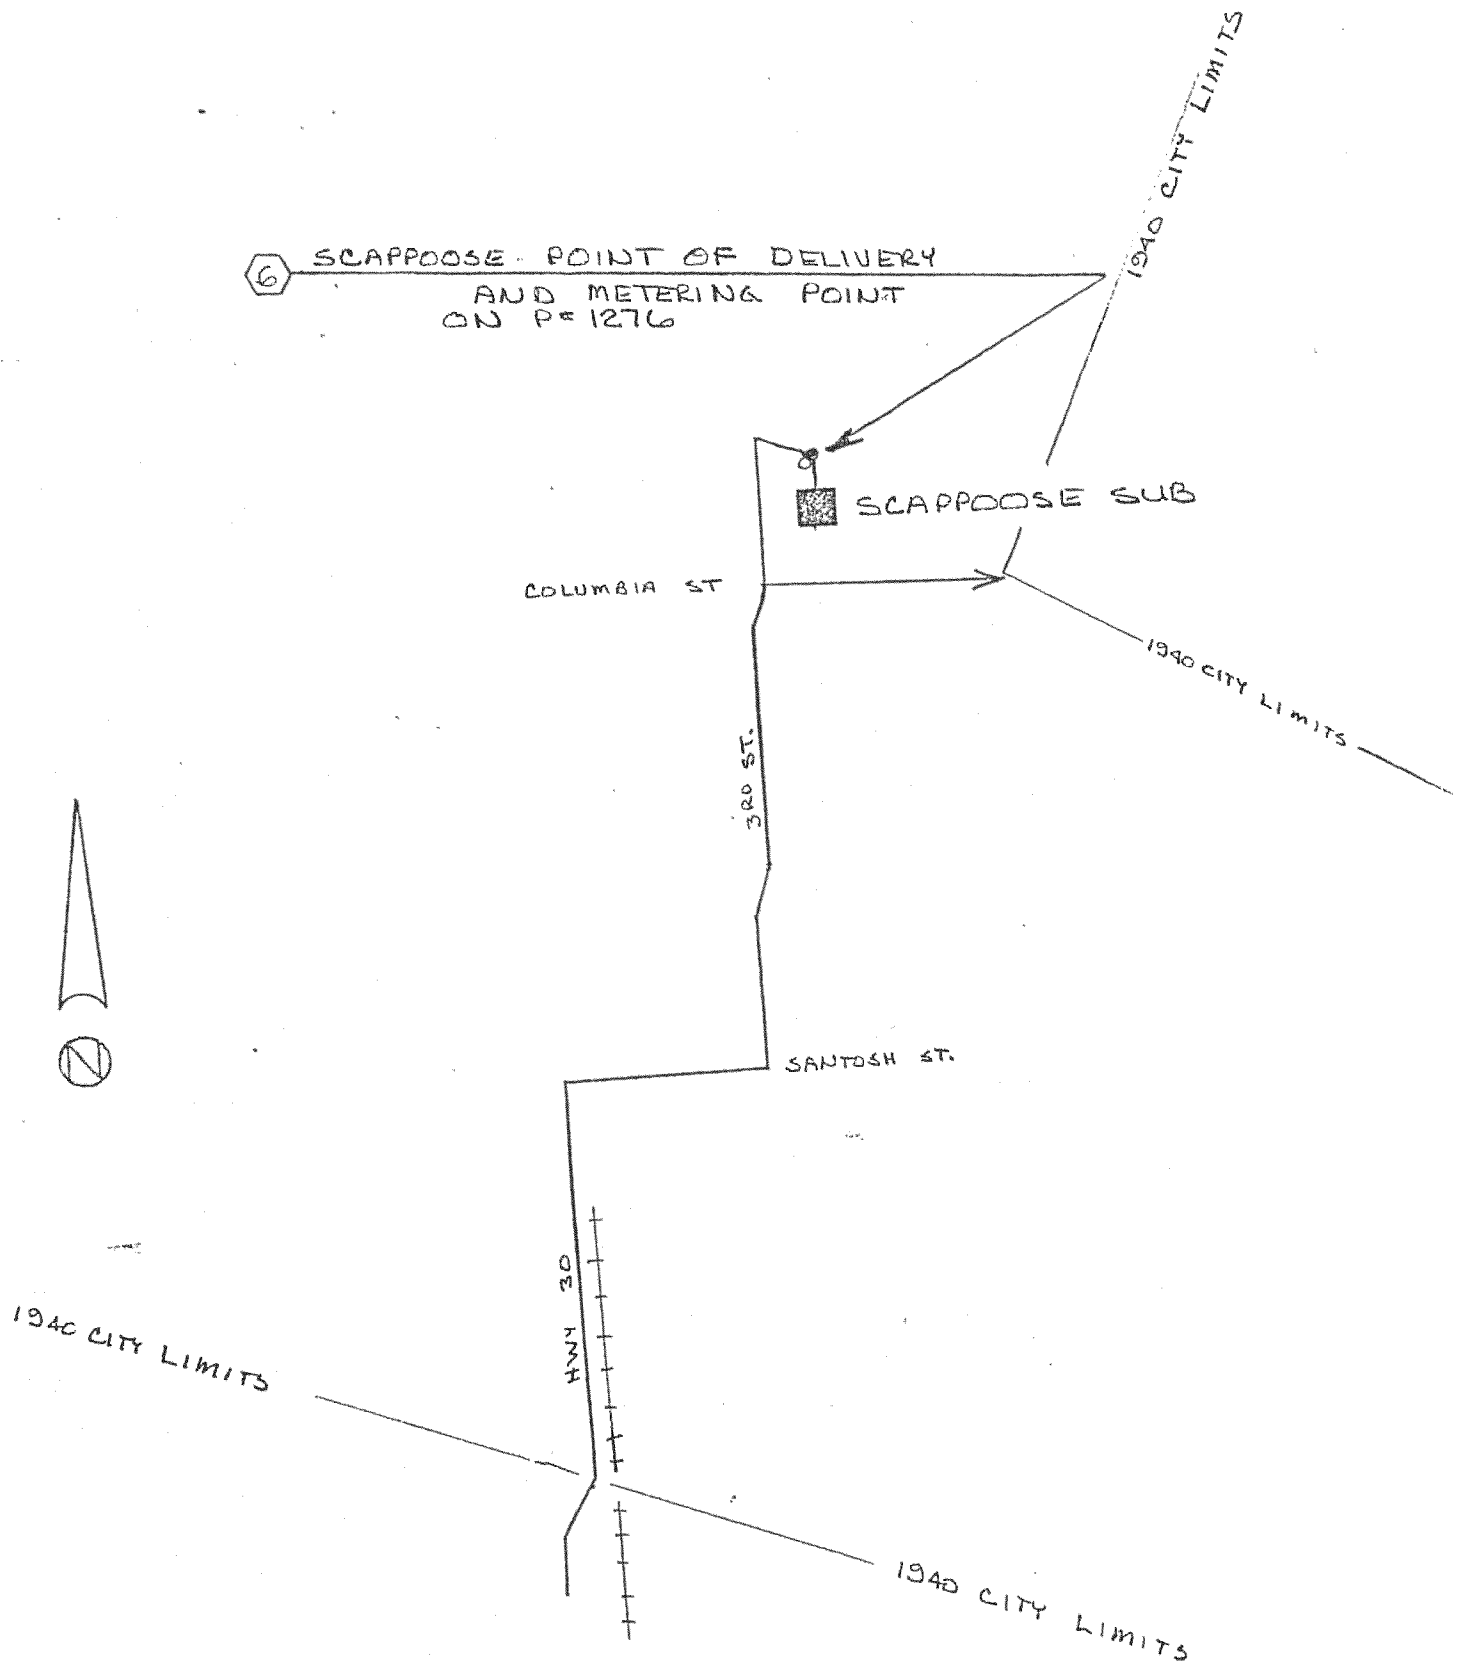 1940 CITY LIMITS
6
SCAPPOOSE POINT OF DELIVERY
AND METERING POINT
ON P# 1276
SCAPPOOSE SUB
COLUMBIA ST
1940 CITY LIMITS
3RD ST.
N
SANTOSH ST.
HWY 30
1940 CITY LIMITS
1940 CITY LIMITS